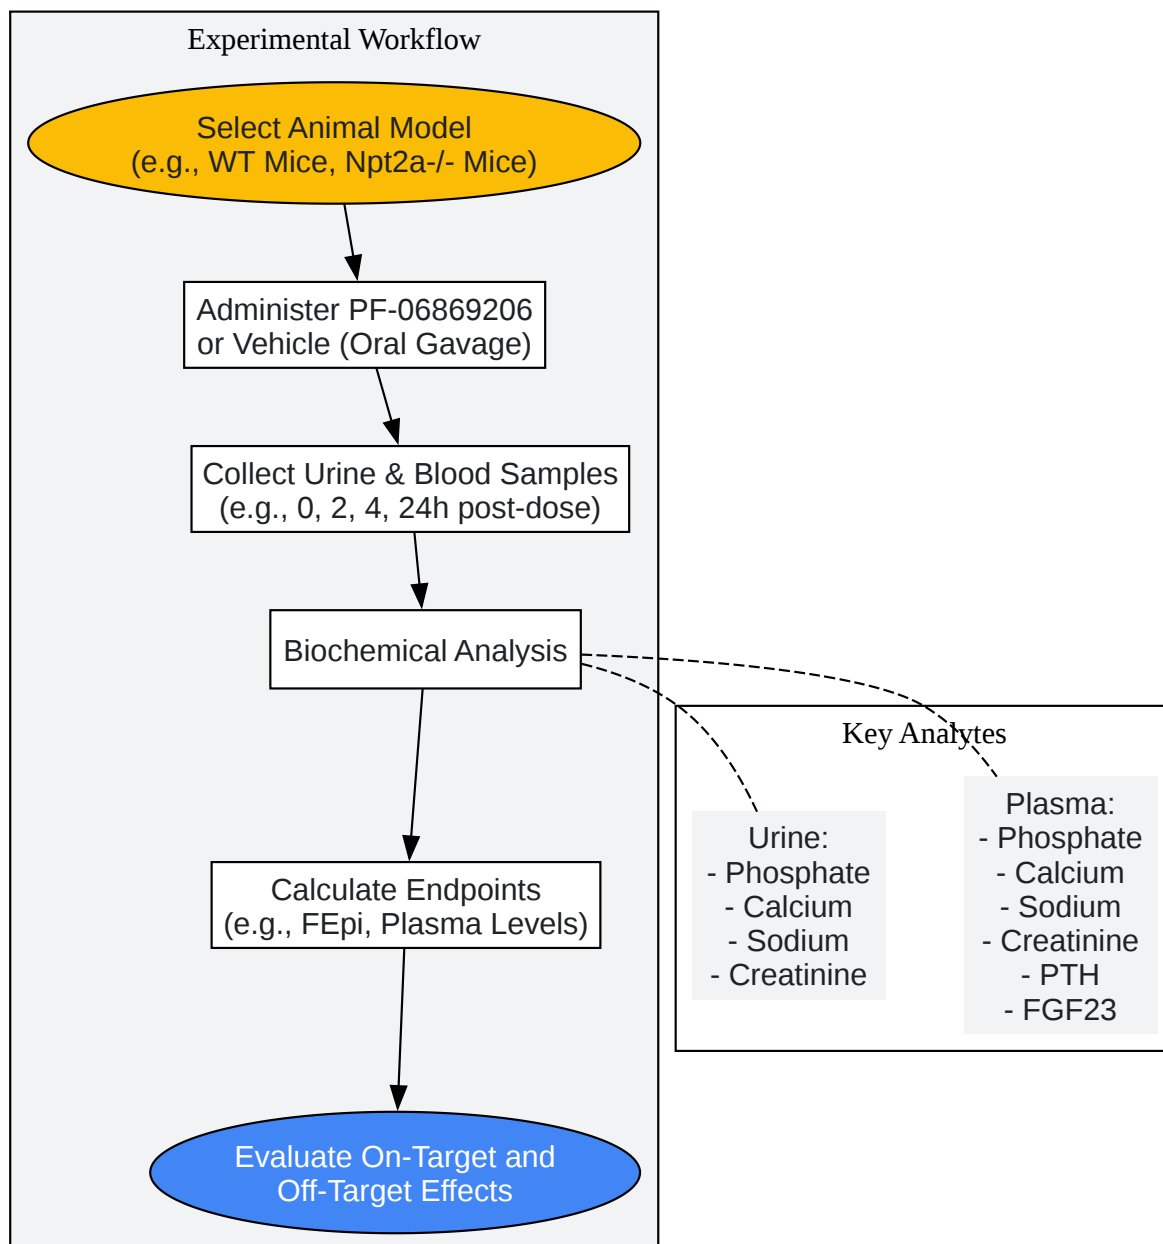 Experimental Workflow
Select Animal Model
(e.g., WT Mice, Npt2a-/- Mice)
Administer PF-06869206
or Vehicle (Oral Gavage)
Collect Urine & Blood Samples
(e.g., 0, 2, 4, 24h post-dose)
Biochemical Analysis
Calculate Endpoints
(e.g., FEpi, Plasma Levels)
Evaluate On-Target and
Off-Target Effects
Key Analytes
Urine:
- Phosphate
- Calcium
- Sodium
- Creatinine
Plasma:
- Phosphate
- Calcium
- Sodium
- Creatinine
- PTH
- FGF23